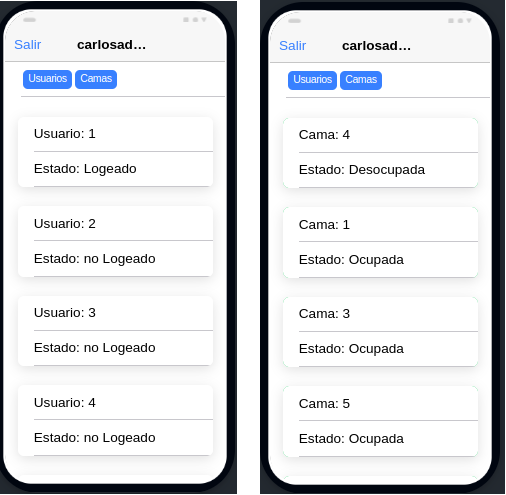 Salir carlosad...
Usuarios Camas
Usuario: 1
Estado: Logeado
Usuario: 2
Estado: no Logeado
Usuario: 3
Estado: no Logeado
Usuario: 4
Estado: no Logeado
Salir carlosad...
Usuarios Camas
Cama: 4
Estado: Desocupada
Cama: 1
Estado: Ocupada
Cama: 3
Estado: Ocupada
Cama: 5
Estado: Ocupada